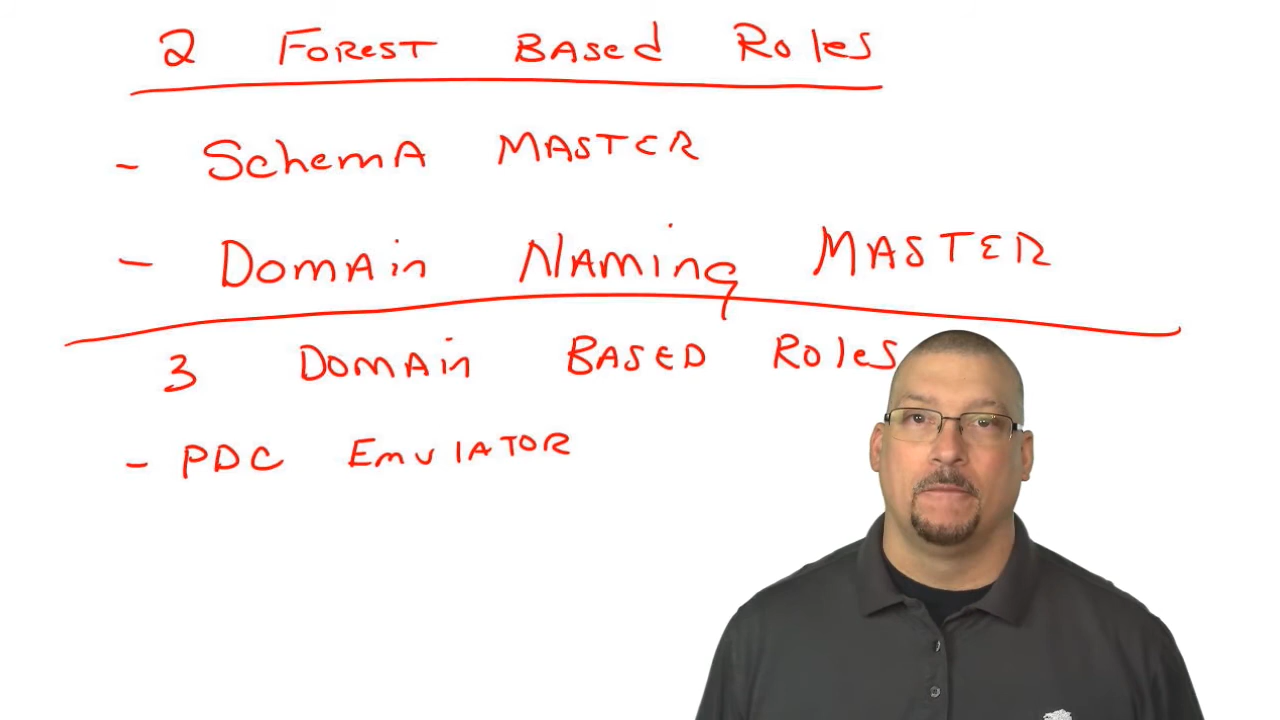 2 Forest Based Roles
- Schema Master
- Domain Naming Master
3 Domain Based Roles
- PDC Emulator